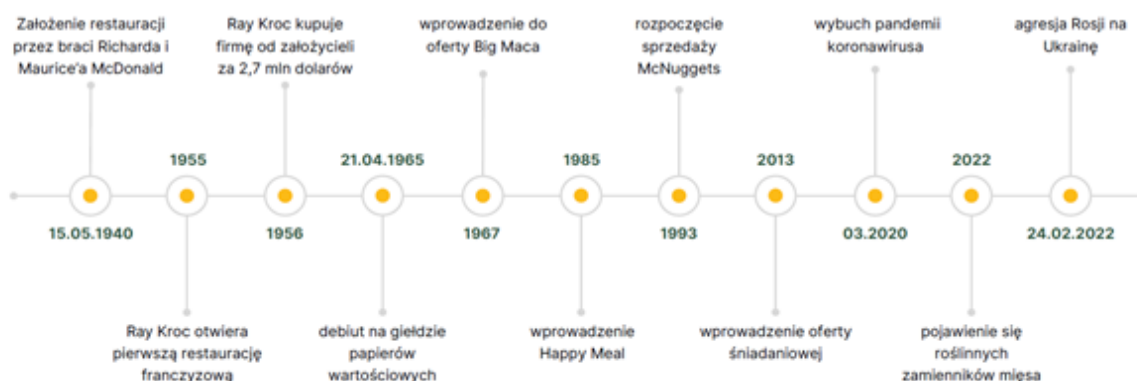 Założenie restauracji
przez braci Richarda i
Maurice'a McDonald
Ray Kroc kupuje
firmę od założycieli
za 2,7 mln dolarów
wprowadzenie do
oferty Big Maca
rozpoczęcie
sprzedaży
McNuggets
wybuch pandemii
koronawirusa
agresja Rosji na
Ukrainę
1955
21.04.1965
1985
2013
2022
15.05.1940
1956
1967
1993
03.2020
24.02.2022
Ray Kroc otwiera
pierwszą restaurację
franczyzową
debiut na giełdzie
papierów
wartościowych
wprowadzenie
Happy Meal
wprowadzenie oferty
śniadaniowej
pojawienie się
roślinnych
zamienników mięsa